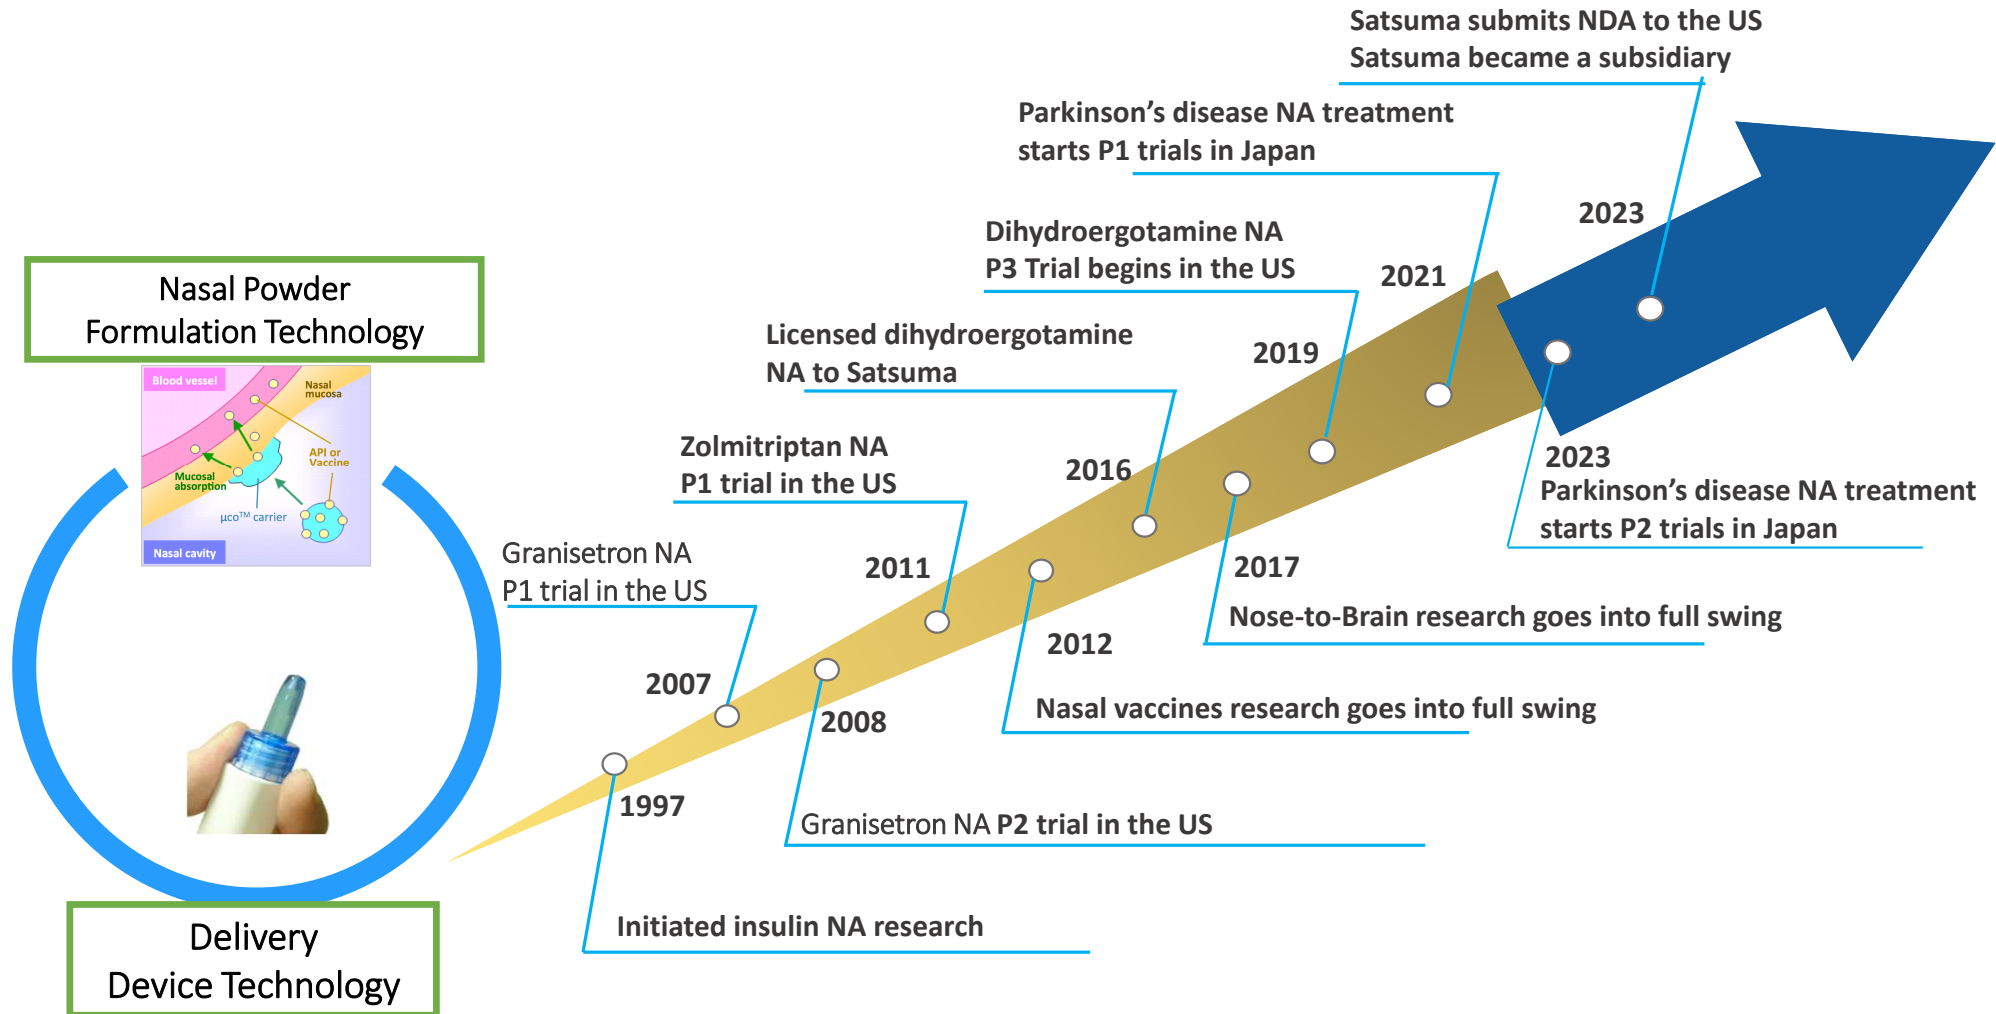 Satsuma submits NDA to the US
Satsuma became a subsidiary
Parkinson’s disease NA treatment
starts P1 trials in Japan
2023
Dihydroergotamine NA
P3 Trial begins in the US
2021
Nasal Powder
Formulation Technology
Licensed dihydroergotamine
NA to Satsuma
2019
Blood vessel
Nasal
mucosa
API or
Vaccine
Mucosal
absorption
µco™ carrier
Nasal cavity
Zolmitriptan NA
P1 trial in the US
2016
2023
Parkinson’s disease NA treatment
starts P2 trials in Japan
Granisetron NA
P1 trial in the US
2011
2017
Nose-to-Brain research goes into full swing
2007
2012
Nasal vaccines research goes into full swing
2008
1997
Granisetron NA P2 trial in the US
Initiated insulin NA research
Delivery
Device Technology